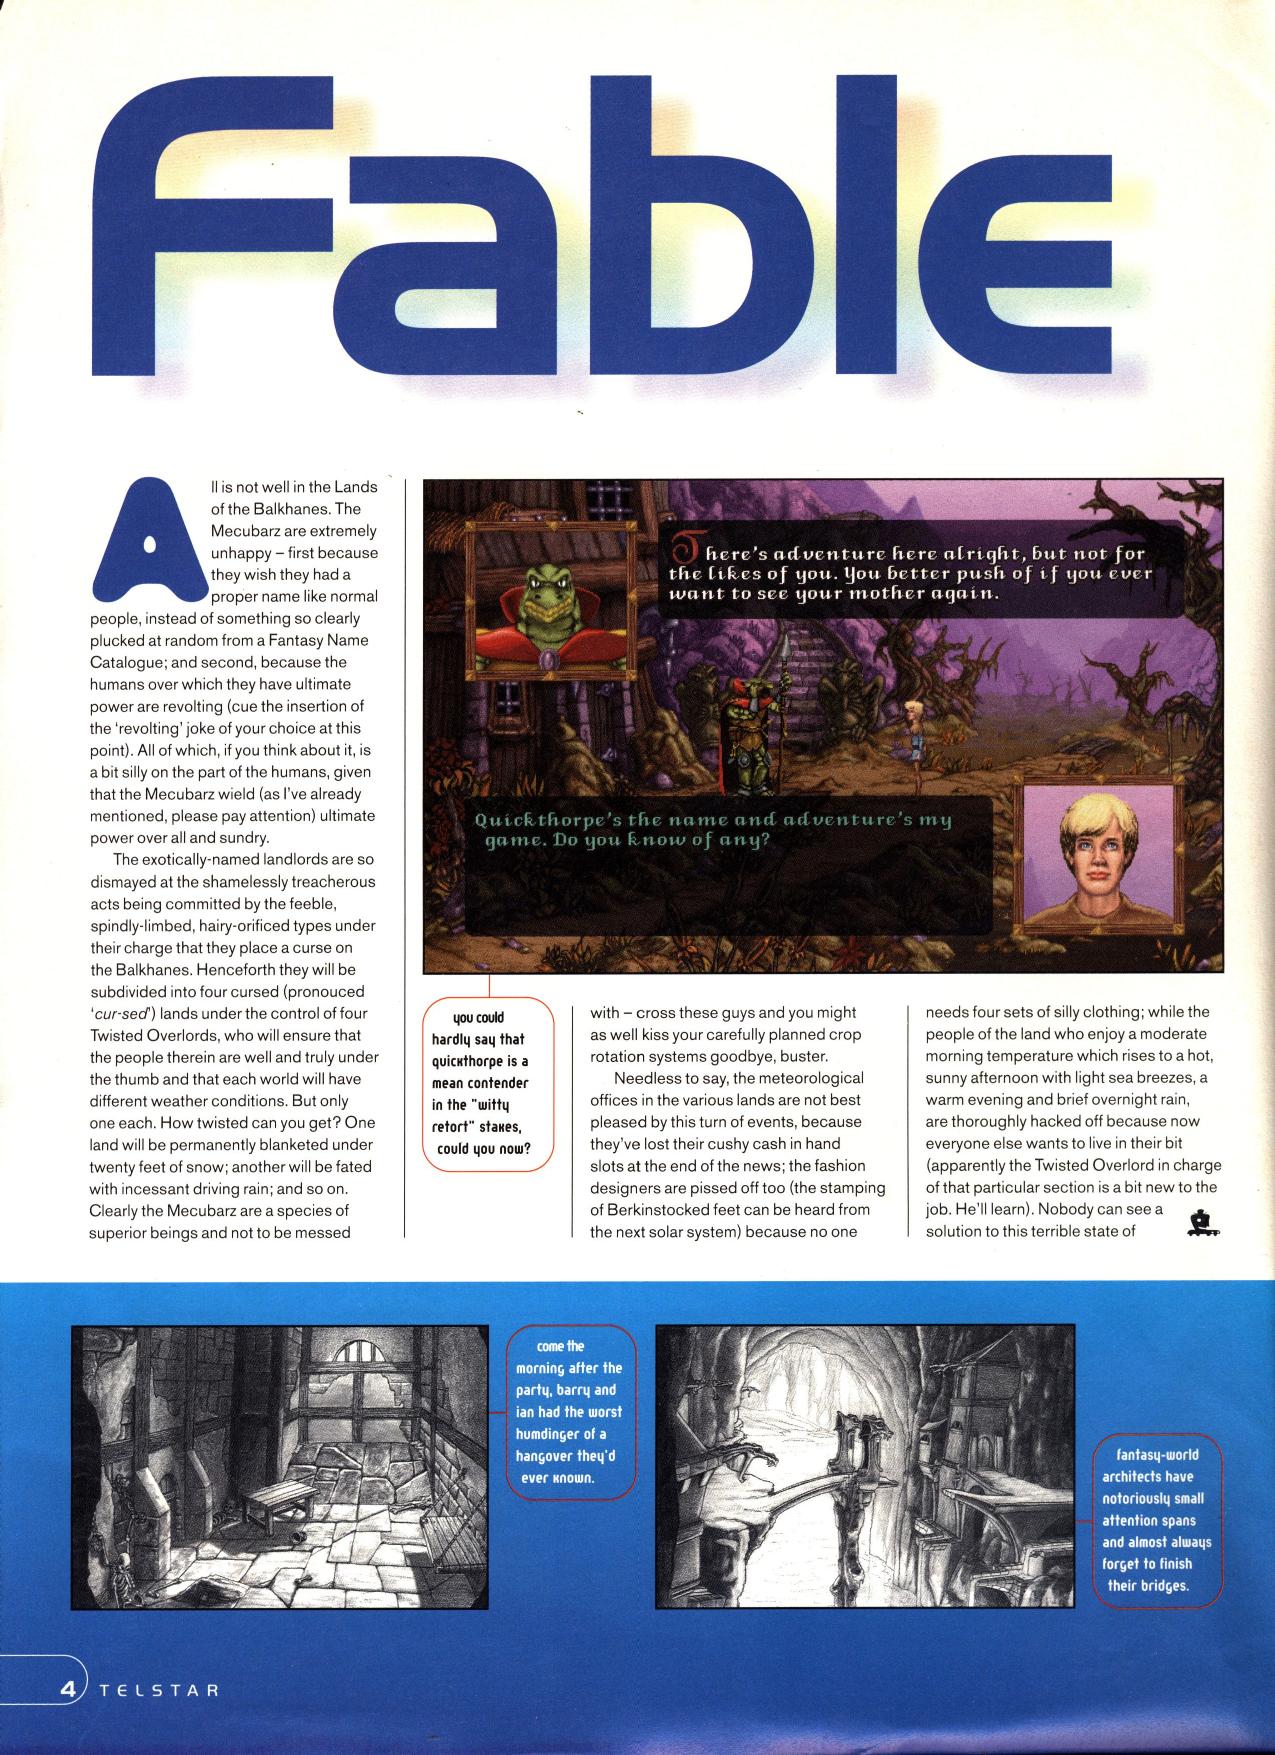 Fable
All is not well in the Lands
of the Balkhanes. The
Mecubarz are extremely
unhappy – first because
they wish they had a
proper name like normal
people, instead of something so clearly
plucked at random from a Fantasy Name
Catalogue; and second, because the
humans over which they have ultimate
power are revolting (cue the insertion of
the ‘revolting’ joke of your choice at this
point). All of which, if you think about it, is
a bit silly on the part of the humans, given
that the Mecubarz wield (as I've already
mentioned, please pay attention) ultimate
power over all and sundry.
The exotically-named landlords are so
dismayed at the shamelessly treacherous
acts being committed by the feeble,
spindly-limbed, hairy-orificed types under
their charge that they place a curse on
the Balkhanes. Henceforth they will be
subdivided into four cursed (pronouced
‘cur-sed’) lands under the control of four
Twisted Overlords, who will ensure that
the people therein are well and truly under
the thumb and that each world will have
different weather conditions. But only
one each. How twisted can you get? One
land will be permanently blanketed under
twenty feet of snow; another will be fated
with incessant driving rain; and so on.
Clearly the Mecubarz are a species of
superior beings and not to be messed
There's adventure here alright, but not for
the likes of you. You better push of if you ever
want to see your mother again.
Quickthorpe's the name and adventure's my
game. Do you know of any?
you could
hardly say that
quickthorpe is a
mean contender
in the "witty
retort" stakes,
could you now?
with – cross these guys and you might
as well kiss your carefully planned crop
rotation systems goodbye, buster.
Needless to say, the meteorological
offices in the various lands are not best
pleased by this turn of events, because
they've lost their cushy cash in hand
slots at the end of the news; the fashion
designers are pissed off too (the stamping
of Berkinstocked feet can be heard from
the next solar system) because no one
needs four sets of silly clothing; while the
people of the land who enjoy a moderate
morning temperature which rises to a hot,
sunny afternoon with light sea breezes, a
warm evening and brief overnight rain,
are thoroughly hacked off because now
everyone else wants to live in their bit
(apparently the Twisted Overlord in charge
of that particular section is a bit new to the
job. He'll learn). Nobody can see a
solution to this terrible state of
come the
morning after the
party, barry and
ian had the worst
humdinger of a
hangover they'd
ever known.
fantasy-world
architects have
notoriously small
attention spans
and almost always
forget to finish
their bridges.
4 TELSTAR